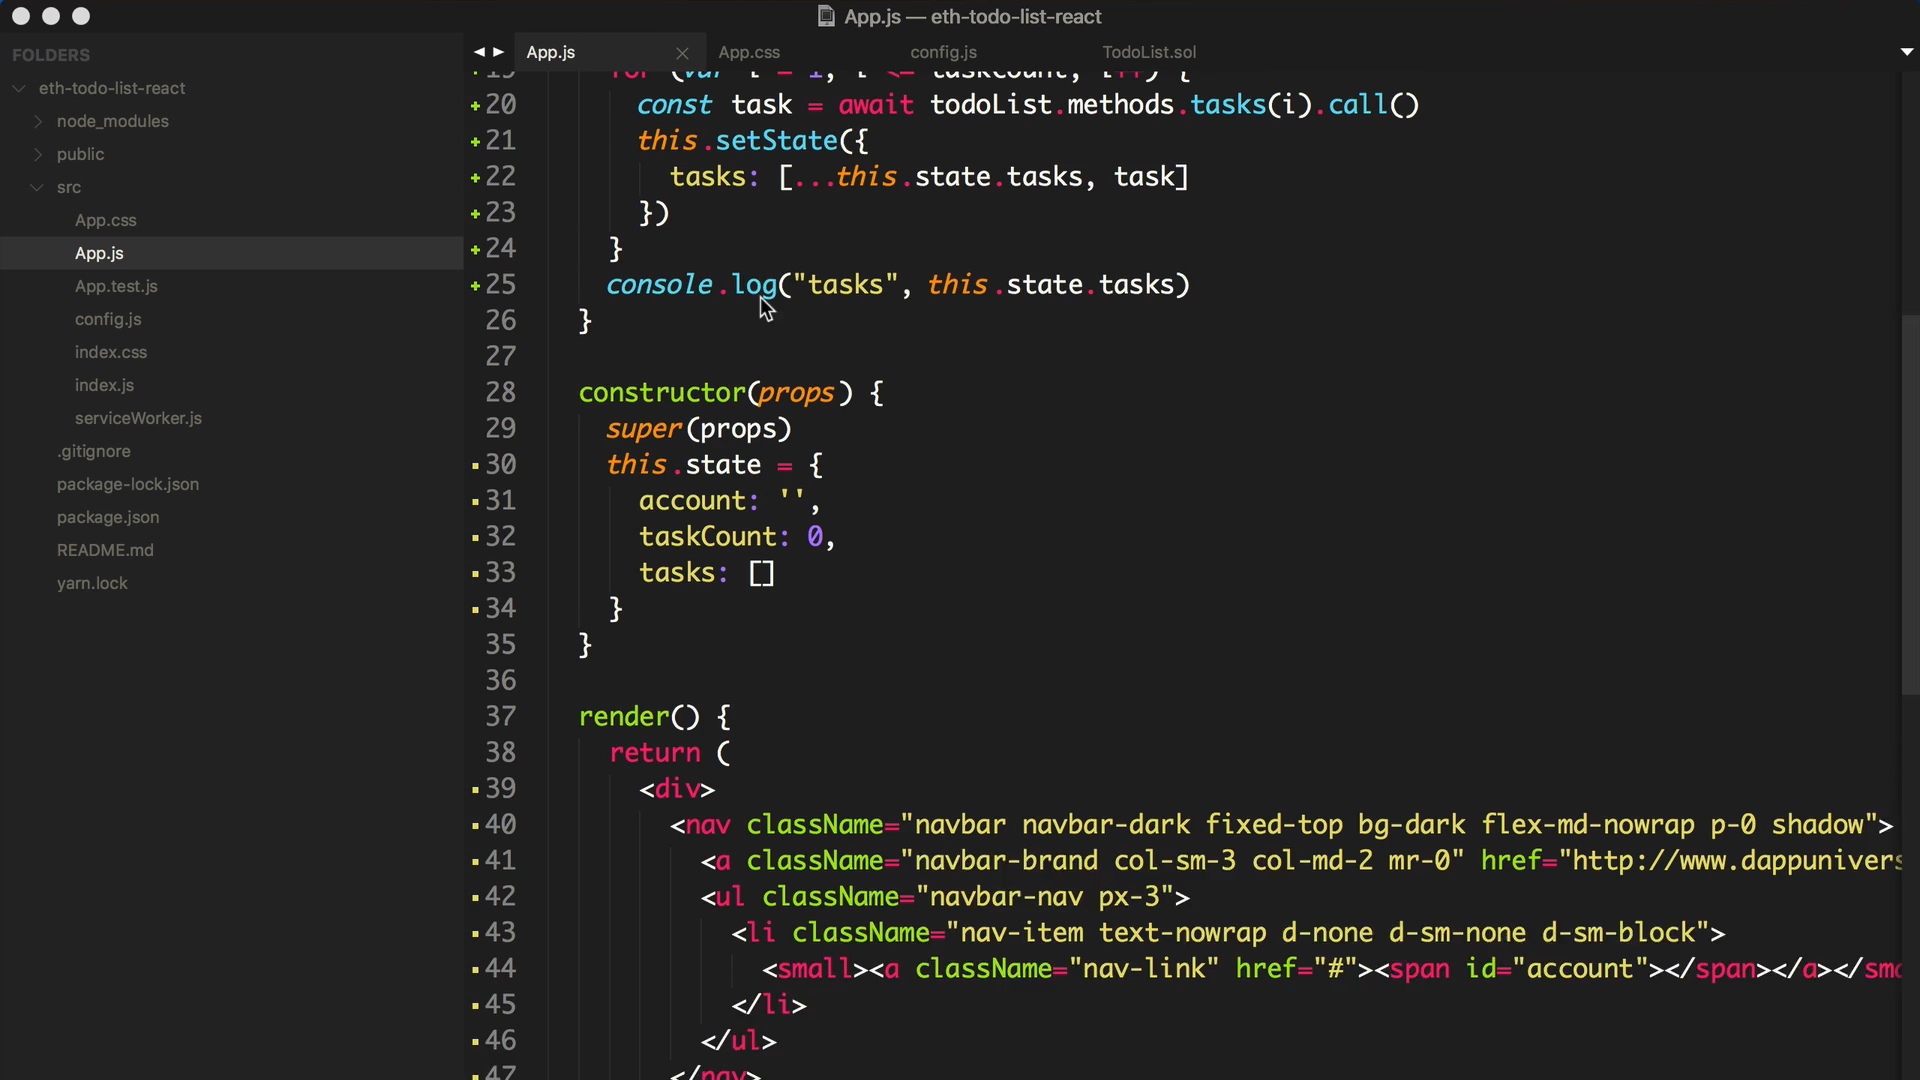 App.js — eth-todo-list-react
FOLDERS
eth-todo-list-react
node_modules
public
src
App.css
App.js
App.test.js
config.js
index.css
index.js
serviceWorker.js
.gitignore
package-lock.json
package.json
README.md
yarn.lock
App.js
App.css
config.js
TodoList.sol
19 for (var i = 1; i <= taskCount; i++) {
20 const task = await todoList.methods.tasks(i).call()
21 this.setState({
22 tasks: [...this.state.tasks, task]
23 })
24 }
25 console.log("tasks", this.state.tasks)
26 }
27
28 constructor(props) {
29 super(props)
30 this.state = {
31 account: '',
32 taskCount: 0,
33 tasks: []
34 }
35 }
36
37 render() {
38 return (
39 <div>
40 <nav className="navbar navbar-dark fixed-top bg-dark flex-md-nowrap p-0 shadow">
41 <a className="navbar-brand col-sm-3 col-md-2 mr-0" href="http://www.dappunivers
42 <ul className="navbar-nav px-3">
43 <li className="nav-item text-nowrap d-none d-sm-none d-sm-block">
44 <small><a className="nav-link" href="#"><span id="account"></span></a></sma
45 </li>
46 </ul>
47 </nav>